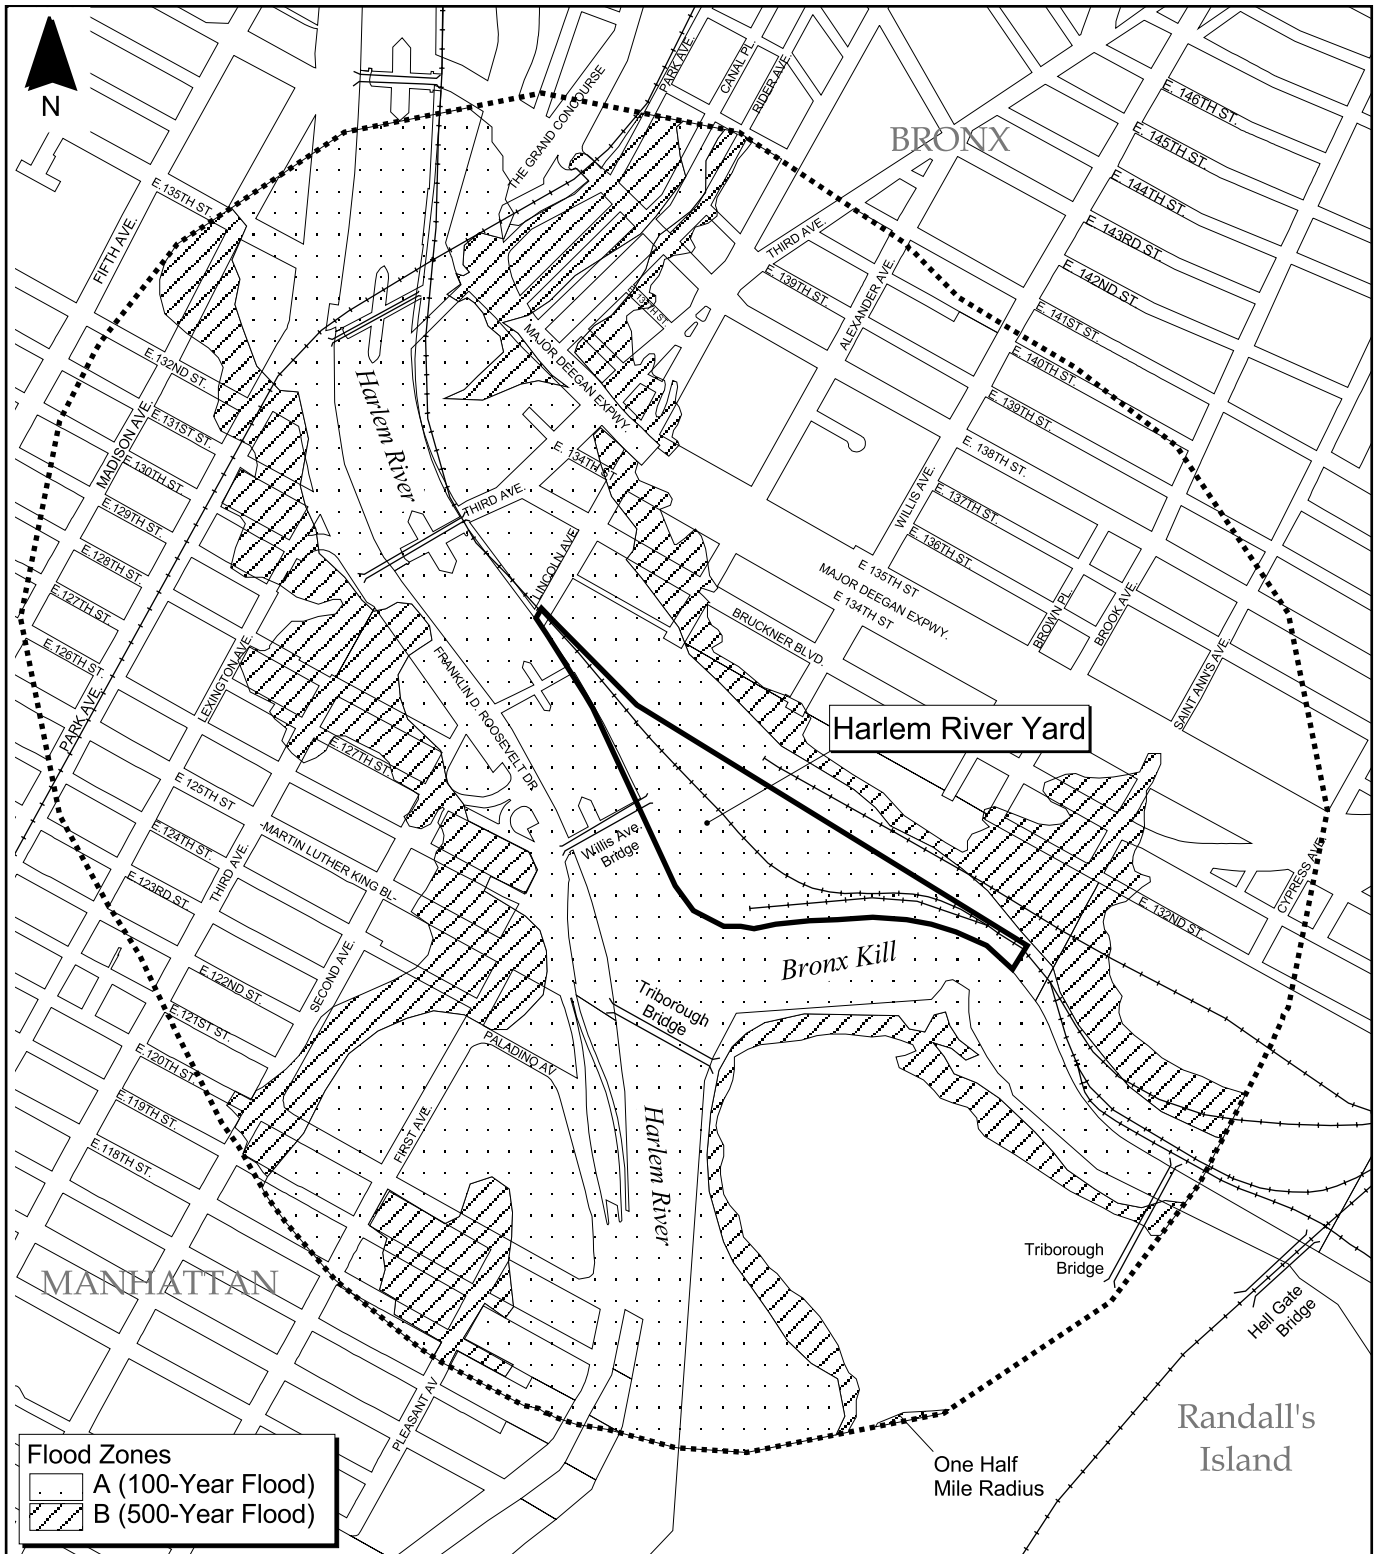 N
THE GRAND CONCOURSE
PARK AVE.
CANAL PL.
RIDER AVE.
BRONX
E. 146TH ST.
E. 145TH ST.
E. 144TH ST.
E. 143RD ST.
E. 142ND ST
E. 141ST ST.
E. 140TH ST.
E. 139TH ST.
E. 138TH ST.
E. 137TH ST.
E. 136TH ST.
E 135TH ST
MAJOR DEEGAN EXPWY.
E 134TH ST
E.135TH ST.
FIFTH AVE.
THIRD AVE.
E. 139TH ST.
ALEXANDER AVE.
MAJOR DEEGAN EXPWY.
Harlem River
E.132ND ST.
E.131ST ST.
MADISON AVE.
E.130TH ST.
E.129TH ST.
E.128TH ST.
E.127TH ST.
E.126TH ST.
PARK AVE.
E. 134TH ST.
THIRD AVE.
LINCOLN AVE.
WILLIS AVE.
BROWN PL.
BROOK AVE.
SAINT ANN'S AVE.
BRUCKNER BLVD.
LEXINGTON AVE.
FRANKLIN D. ROOSEVELT DR
Harlem River Yard
E.127TH ST
E 125TH ST
-MARTIN LUTHER KING BL-
E.124TH ST.
THIRD AVE.
E.123RD ST
Willis Ave.
Bridge
CYPRESS AVE.
E. 132ND ST.
Bronx Kill
SECOND AVE.
E.122ND ST.
E.121ST ST.
Triborough
Bridge
PALADINO AV
E.120TH ST.
E.119TH ST.
E.118TH ST.
FIRST AVE.
Harlem River
MANHATTAN
Triborough
Bridge
Hell Gate
Bridge
PLEASANT AV
Randall's
Island
One Half
Mile Radius
Flood Zones
A (100-Year Flood)
B (500-Year Flood)